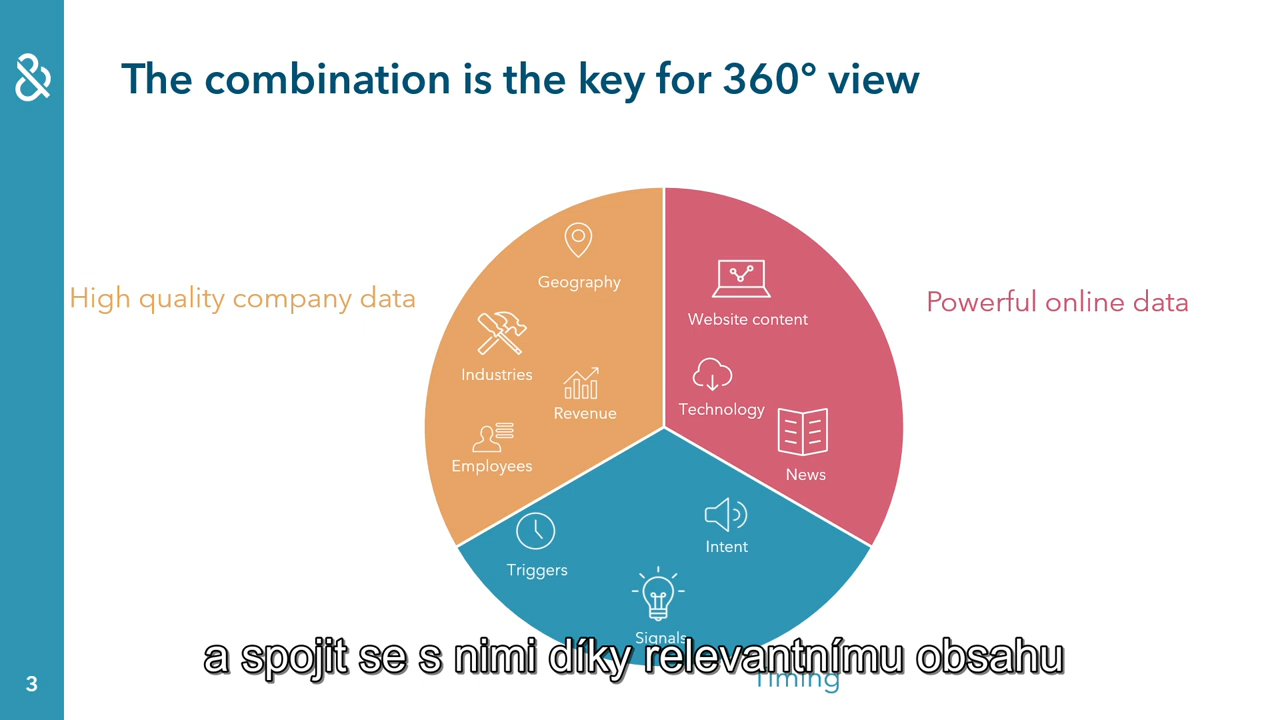 The combination is the key for 360° view
High quality company data
Geography
Industries
Revenue
Employees
Powerful online data
Website content
Technology
News
Intent
Triggers
Signals
a spojit se s nimi díky relevantnímu obsahu
Timing
3